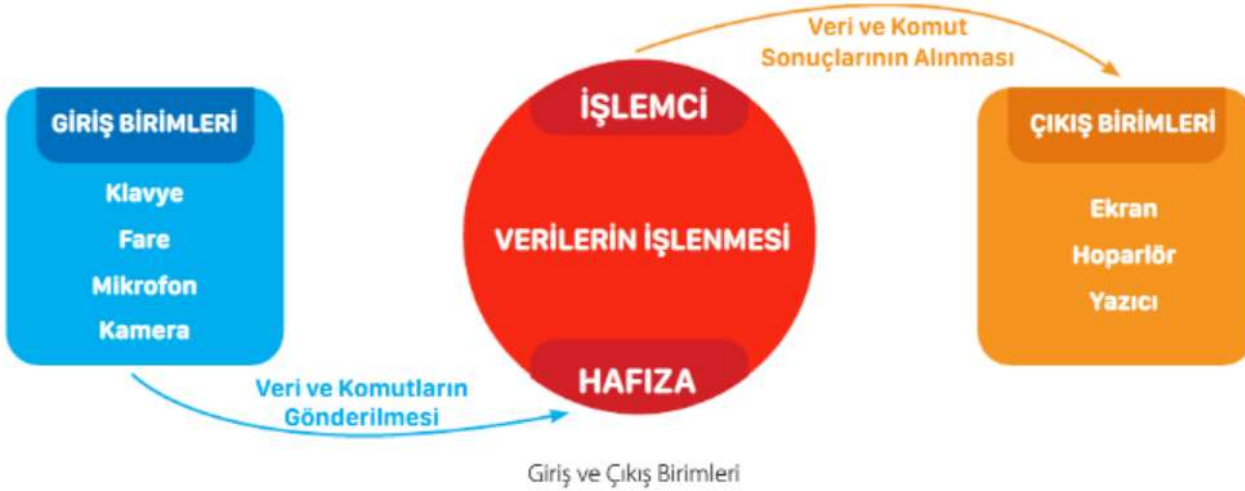 GİRİŞ BİRİMLERİ
Klavye
Fare
Mikrofon
Kamera
Veri ve Komutların
Gönderilmesi
İŞLEMCİ
VERİLERİN İŞLENMESİ
HAFIZA
Veri ve Komut
Sonuçlarının Alınması
ÇIKIŞ BİRİMLERİ
Ekran
Hoparlör
Yazıcı
Giriş ve Çıkış Birimleri